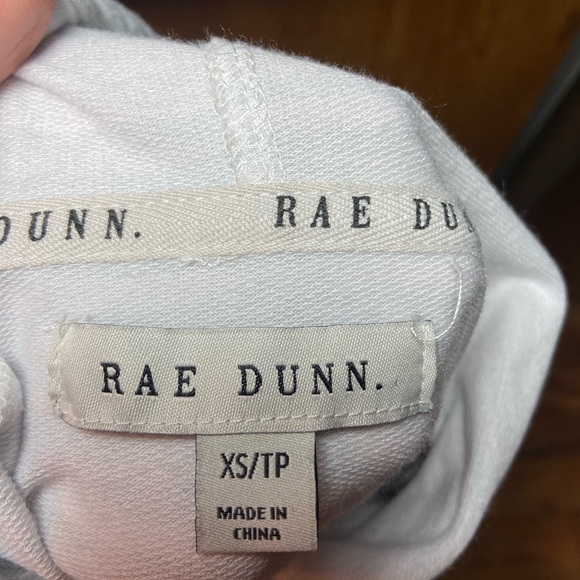 DUNN. RAE DU
RAE DUNN.
XS/TP
MADE IN
CHINA